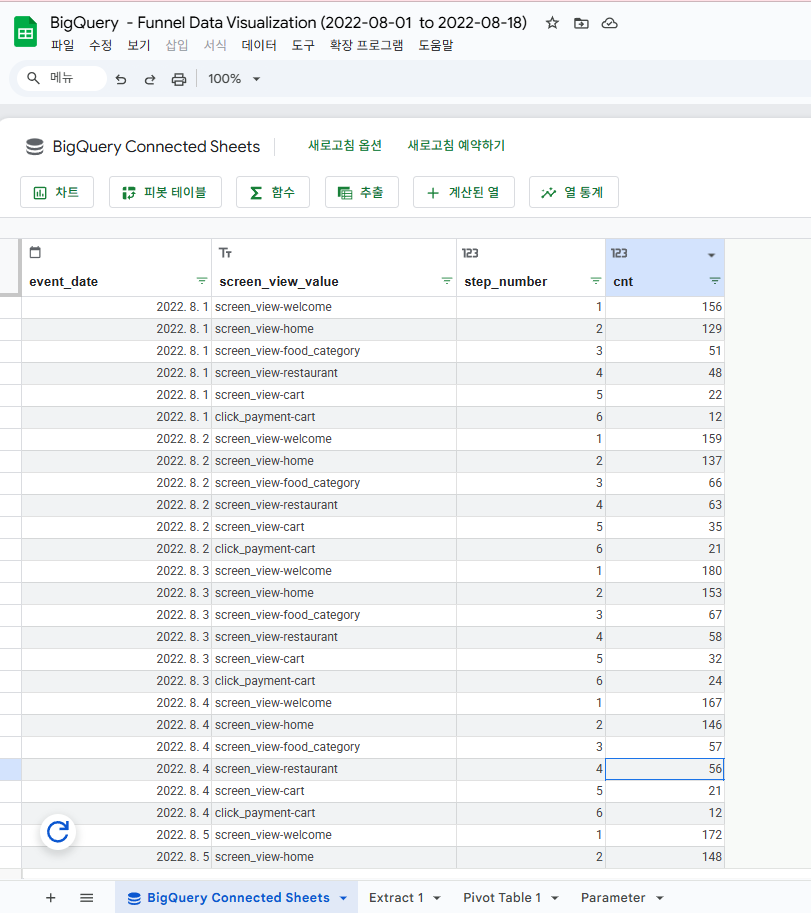 BigQuery - Funnel Data Visualization (2022-08-01 to 2022-08-18)
파일 수정 보기 삽입 서식 데이터 도구 확장 프로그램 도움말
메뉴 100%
BigQuery Connected Sheets 새로고침 옵션 새로고침 예약하기
차트 피봇 테이블 함수 추출 계산된 열 열 통계
Tт 123 123
event_date screen_view_value step_number cnt
2022. 8. 1 screen_view-welcome 1 156
2022. 8. 1 screen_view-home 2 129
2022. 8. 1 screen_view-food_category 3 51
2022. 8. 1 screen_view-restaurant 4 48
2022. 8. 1 screen_view-cart 5 22
2022. 8. 1 click_payment-cart 6 12
2022. 8. 2 screen_view-welcome 1 159
2022. 8. 2 screen_view-home 2 137
2022. 8. 2 screen_view-food_category 3 66
2022. 8. 2 screen_view-restaurant 4 63
2022. 8. 2 screen_view-cart 5 35
2022. 8. 2 click_payment-cart 6 21
2022. 8. 3 screen_view-welcome 1 180
2022. 8. 3 screen_view-home 2 153
2022. 8. 3 screen_view-food_category 3 67
2022. 8. 3 screen_view-restaurant 4 58
2022. 8. 3 screen_view-cart 5 32
2022. 8. 3 click_payment-cart 6 24
2022. 8. 4 screen_view-welcome 1 167
2022. 8. 4 screen_view-home 2 146
2022. 8. 4 screen_view-food_category 3 57
2022. 8. 4 screen_view-restaurant 4 56
2022. 8. 4 screen_view-cart 5 21
2022. 8. 4 click_payment-cart 6 12
2022. 8. 5 screen_view-welcome 1 172
2022. 8. 5 screen_view-home 2 148
BigQuery Connected Sheets Extract 1 Pivot Table 1 Parameter